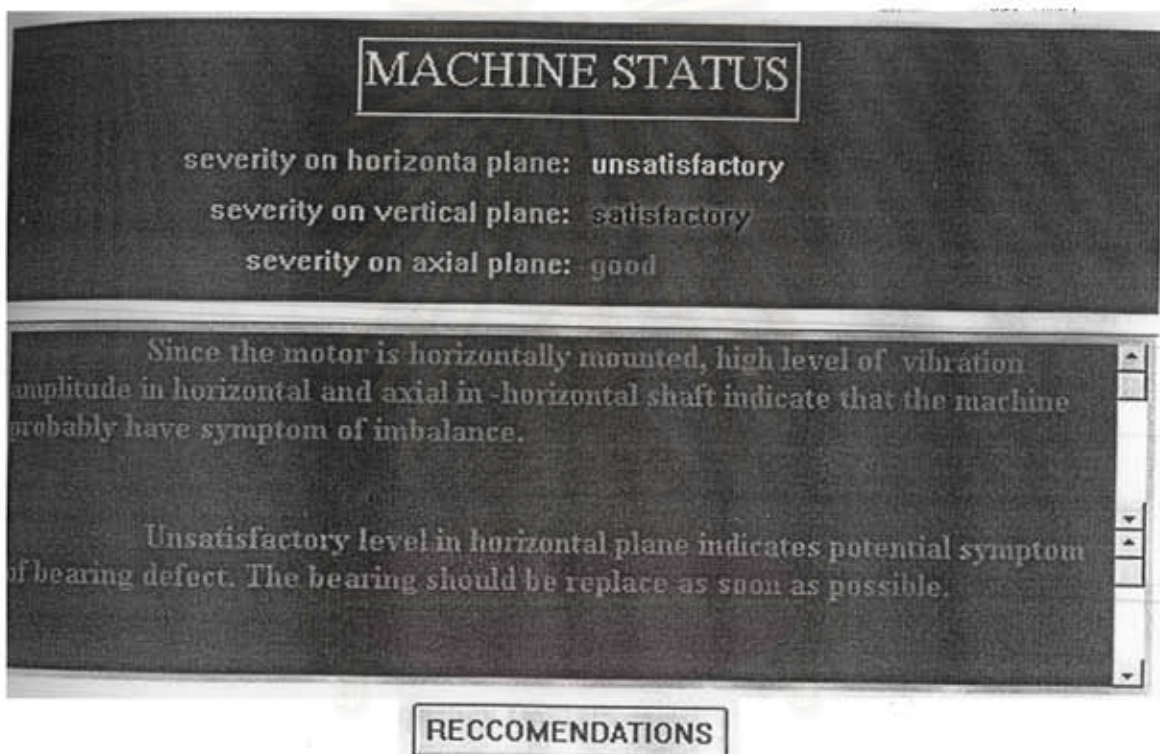 MACHINE STATUS
severity on horizonta plane: unsatisfactory
severity on vertical plane: satisfactory
severity on axial plane: good
Since the motor is horizontally mounted, high level of vibration
amplitude in horizontal and axial in -horizontal shaft indicate that the machine
probably have symptom of imbalance.
Unsatisfactory level in horizontal plane indicates potential symptom
of bearing defect. The bearing should be replace as soon as possible.
RECCOMENDATIONS